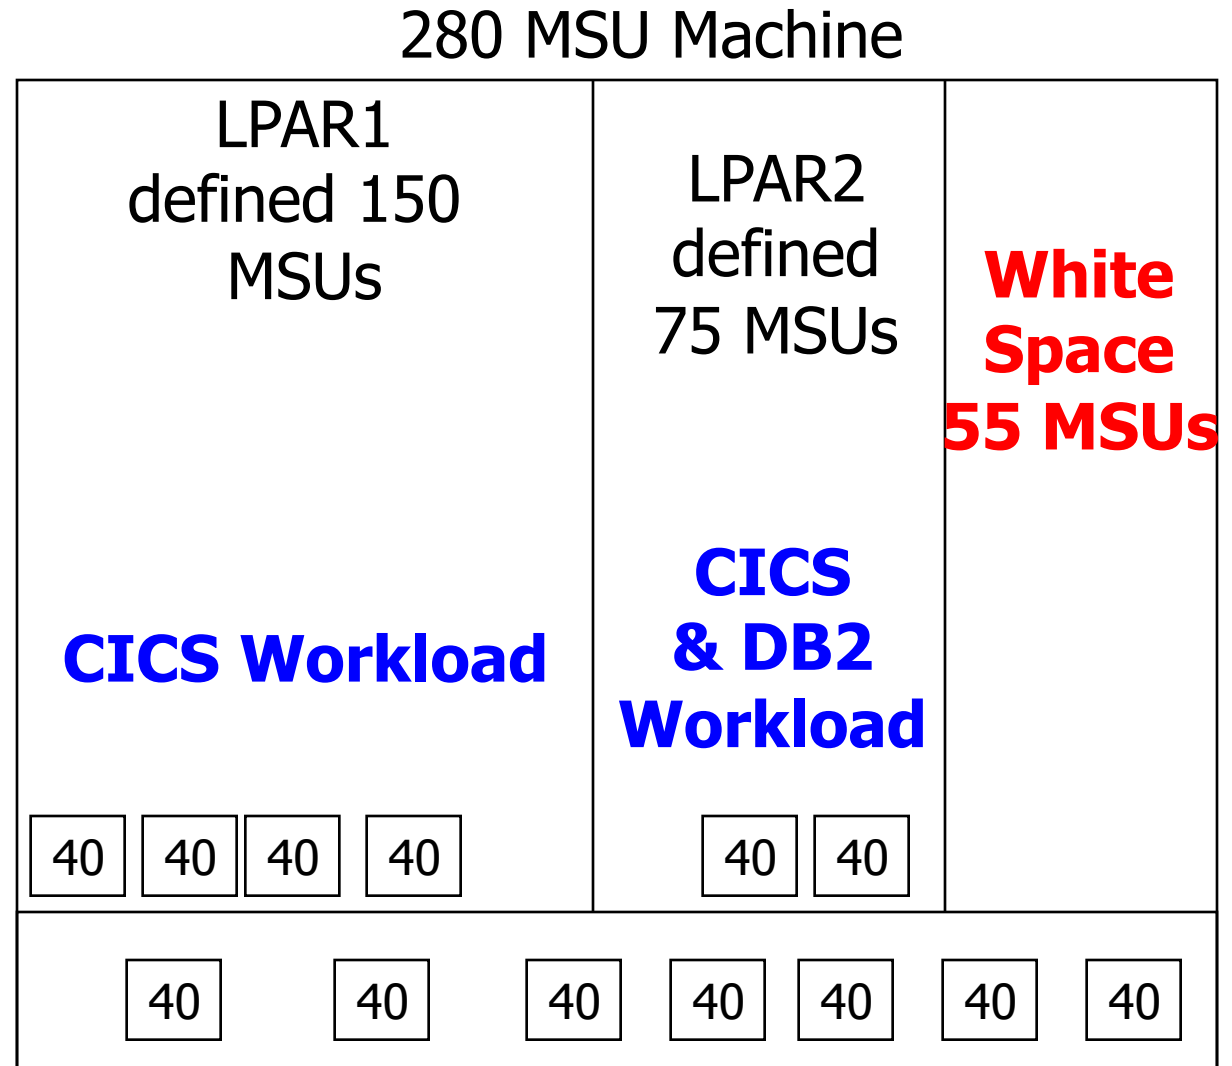 280 MSU Machine
LPAR1
defined 150
MSUs
LPAR2
defined
75 MSUs
White
Space
55 MSUs
CICS Workload
CICS
& DB2
Workload
40 40 40 40
40 40
40 40 40 40 40 40 40